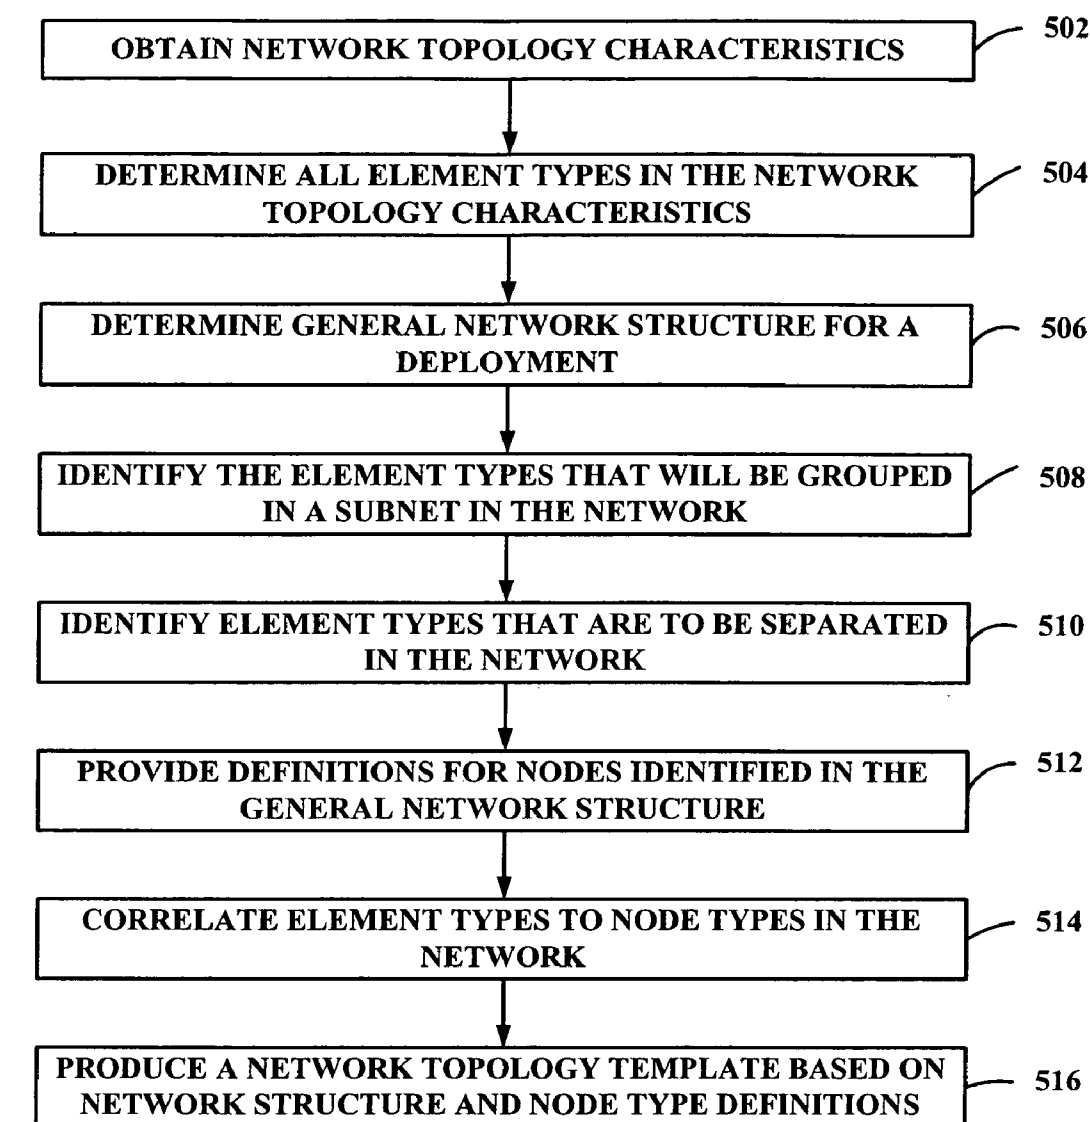 OBTAIN NETWORK TOPOLOGY CHARACTERISTICS
502
DETERMINE ALL ELEMENT TYPES IN THE NETWORK
TOPOLOGY CHARACTERISTICS
504
DETERMINE GENERAL NETWORK STRUCTURE FOR A
DEPLOYMENT
506
IDENTIFY THE ELEMENT TYPES THAT WILL BE GROUPED
IN A SUBNET IN THE NETWORK
508
IDENTIFY ELEMENT TYPES THAT ARE TO BE SEPARATED
IN THE NETWORK
510
PROVIDE DEFINITIONS FOR NODES IDENTIFIED IN THE
GENERAL NETWORK STRUCTURE
512
CORRELATE ELEMENT TYPES TO NODE TYPES IN THE
NETWORK
514
PRODUCE A NETWORK TOPOLOGY TEMPLATE BASED ON
NETWORK STRUCTURE AND NODE TYPE DEFINITIONS
516